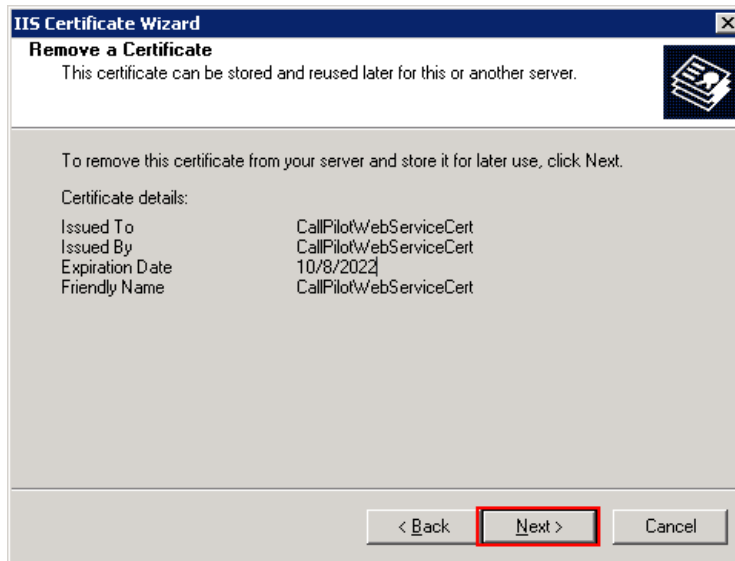 IIS Certificate Wizard
Remove a Certificate
This certificate can be stored and reused later for this or another server.
To remove this certificate from your server and store it for later use, click Next.
Certificate details:
Issued To CallPilotWebServiceCert
Issued By CallPilotWebServiceCert
Expiration Date 10/8/2022
Friendly Name CallPilotWebServiceCert
< Back Next > Cancel